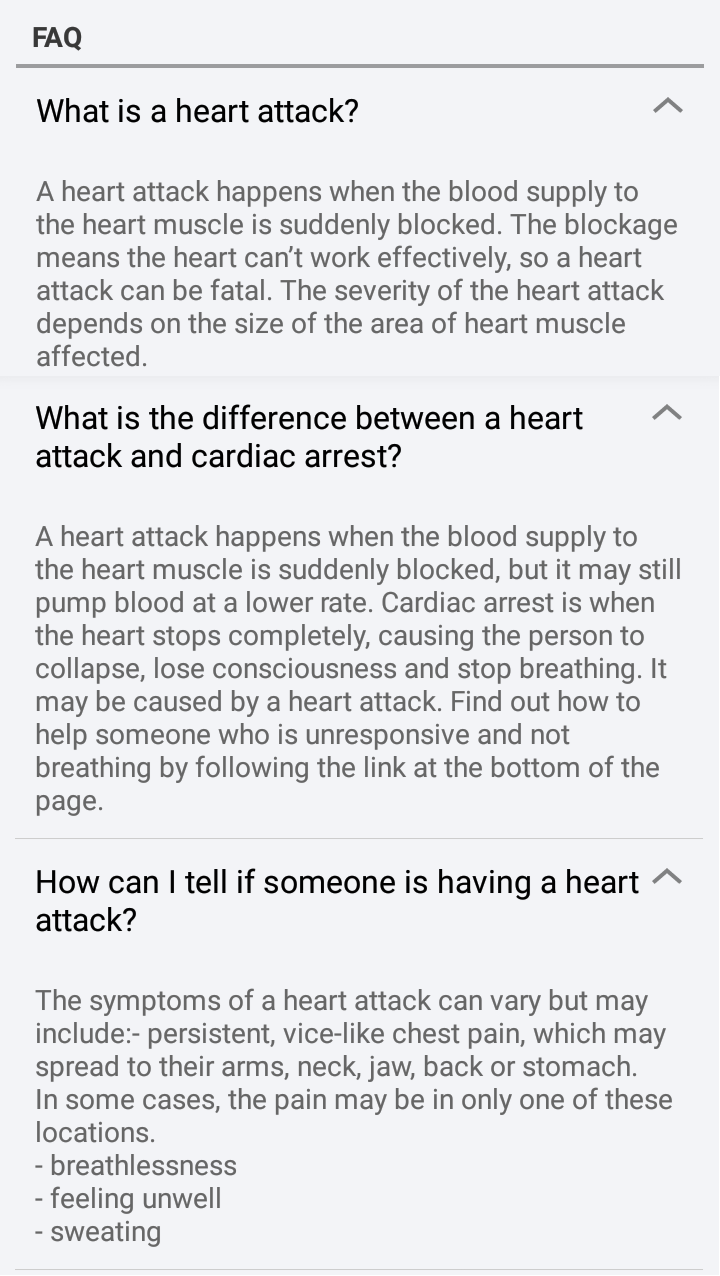 FAQ
What is a heart attack?
A heart attack happens when the blood supply to
the heart muscle is suddenly blocked. The blockage
means the heart can’t work effectively, so a heart
attack can be fatal. The severity of the heart attack
depends on the size of the area of heart muscle
affected.
What is the difference between a heart
attack and cardiac arrest?
A heart attack happens when the blood supply to
the heart muscle is suddenly blocked, but it may still
pump blood at a lower rate. Cardiac arrest is when
the heart stops completely, causing the person to
collapse, lose consciousness and stop breathing. It
may be caused by a heart attack. Find out how to
help someone who is unresponsive and not
breathing by following the link at the bottom of the
page.
How can I tell if someone is having a heart
attack?
The symptoms of a heart attack can vary but may
include:- persistent, vice-like chest pain, which may
spread to their arms, neck, jaw, back or stomach.
In some cases, the pain may be in only one of these
locations.
- breathlessness
- feeling unwell
- sweating